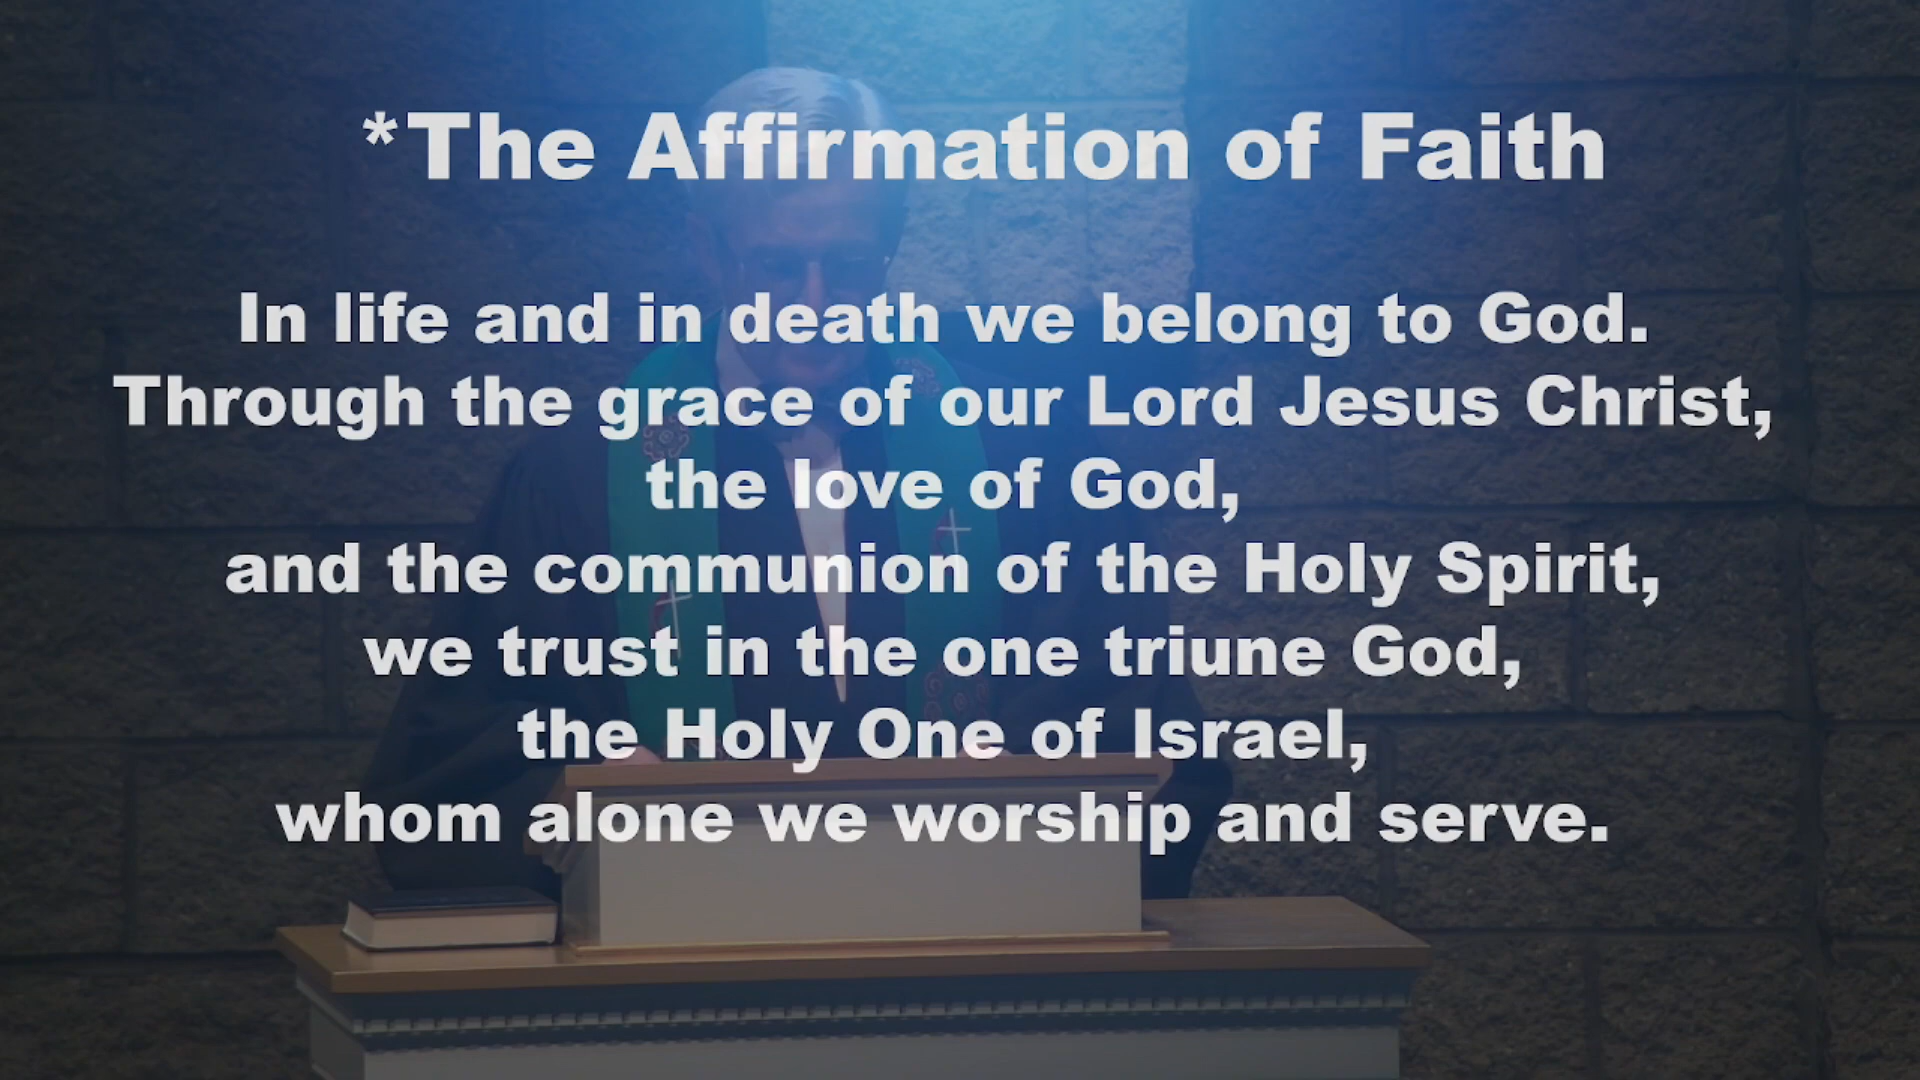 *The Affirmation of Faith
In life and in death we belong to God.
Through the grace of our Lord Jesus Christ,
the love of God,
and the communion of the Holy Spirit,
we trust in the one triune God,
the Holy One of Israel,
whom alone we worship and serve.